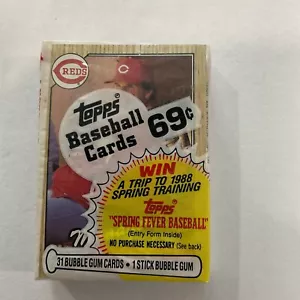 REDS
C
Topps
Baseball
Cards
69¢
WIN
A TRIP TO 1988
SPRING TRAINING
Topps
"SPRING FEVER BASEBALL"
(Entry Form Inside)
NO PURCHASE NECESSARY (See back)
31 BUBBLE GUM CARDS • 1 STICK BUBBLE GUM